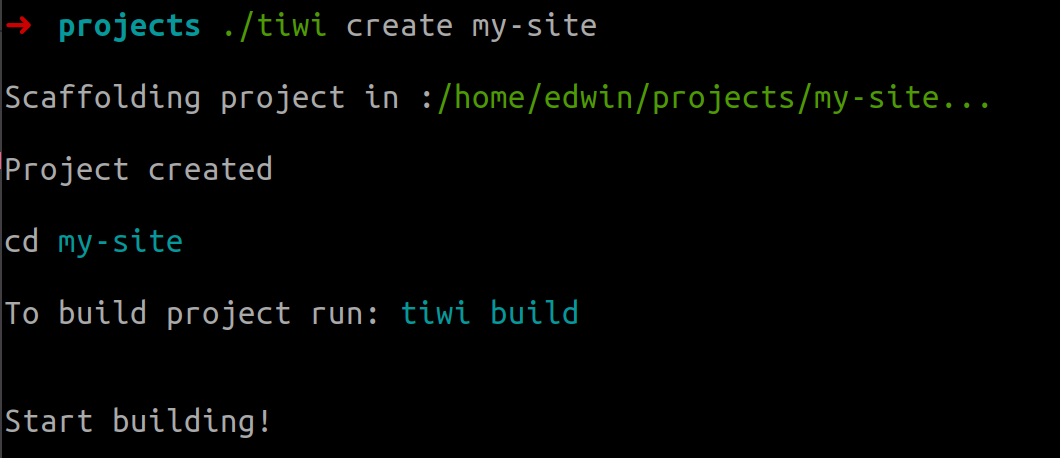 ➜ projects ./tiwi create my-site
Scaffolding project in :/home/edwin/projects/my-site...
Project created
cd my-site
To build project run: tiwi build
Start building!